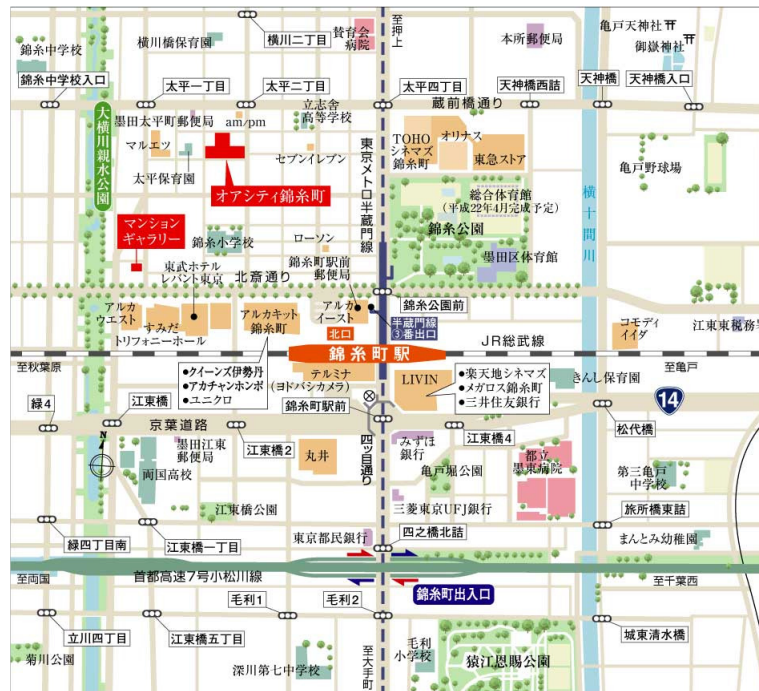 横川橋保育園
横川二丁目
賛育会
病院
至押上
本所郵便局
亀戸天神社
御嶽神社
錦糸中学校
錦糸中学校入口
太平一丁目
太平二丁目
太平四丁目
天神橋西詰
天神橋
天神橋入口
蔵前橋通り
大横川親水公園
墨田太平町郵便局
am/pm
立志舎
高等学校
マルエツ
セブンイレブン
太平保育園
オアシティ錦糸町
東京メトロ半蔵門線
TOHO
シネマズ
錦糸町
オリナス
東急ストア
亀戸野球場
総合体育館
(平成22年4月完成予定)
錦糸公園
横十間川
マンション
ギャラリー
錦糸小学校
ローソン
墨田区体育館
東武ホテル
レバント東京
北斎通り
錦糸町駅前
郵便局
錦糸公園前
アルカ
ウエスト
すみだ
トリフォニーホール
アルカキット
錦糸町
アルカ
イースト
北口
半蔵門線
③番出口
コモディ
イイダ
江東東税務署
JR総武線
錦糸町駅
至秋葉原
至亀戸
●クイーンズ伊勢丹
●アカチャンホンポ
●ユニクロ
テルミナ
(ヨドバシカメラ)
LIVIN
●楽天地シネマズ
●メガロス錦糸町
●三井住友銀行
きんし保育園
14
緑4
江東橋
錦糸町駅前
京葉道路
江東橋2
江東橋4
松代橋
N
墨田江東
郵便局
両国高校
丸井
四ツ目通り
みずほ
銀行
亀戸堀公園
都立
墨東病院
第三亀戸
中学校
江東橋公園
三菱東京UFJ銀行
旅所橋東詰
緑四丁目南
江東橋一丁目
東京都民銀行
四之橋北詰
まんとみ幼稚園
至両国
首都高速7号小松川線
錦糸町出入口
至千葉西
立川四丁目
江東橋五丁目
毛利1
毛利2
城東清水橋
菊川公園
深川第七中学校
至大手町
毛利
小学校
猿江恩賜公園